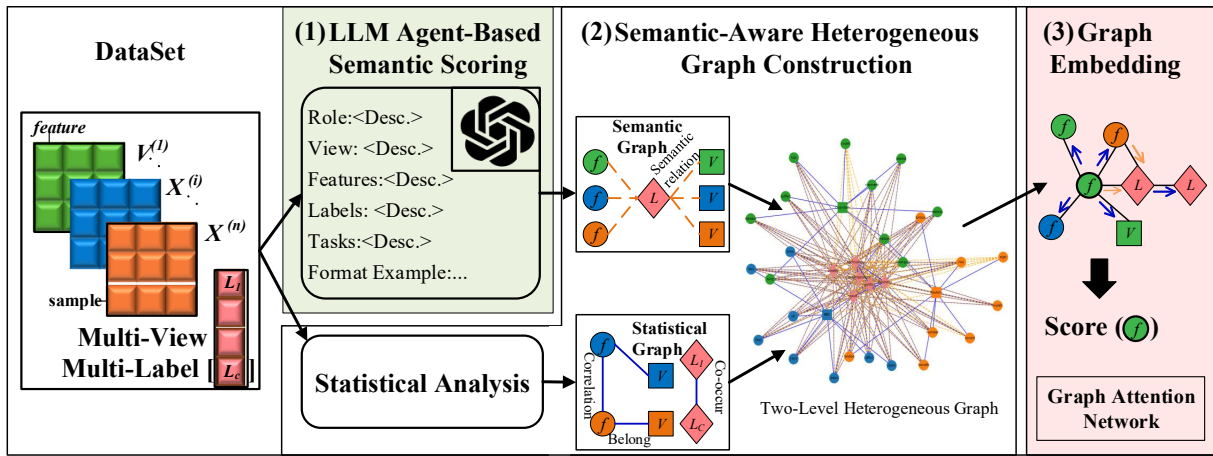 DataSet
feature
V(1)
X(i)
X(n)
sample
L1
Lc
Multi-View
Multi-Label [ ]
(1) LLM Agent-Based
Semantic Scoring
Role:<Desc.>
View: <Desc.>
Features:<Desc.>
Labels: <Desc.>
Tasks:<Desc.>
Format Example:...
Statistical Analysis
(2) Semantic-Aware Heterogeneous
Graph Construction
Semantic
Graph
Semantic
relation
f
f
f
L
V
V
V
Statistical
Graph
Correlation
f
f
V
V
Belong
L1
LC
Co-occur
Two-Level Heterogeneous Graph
(3) Graph
Embedding
f
f
f
f
L
L
V
Score (f)
Graph Attention
Network